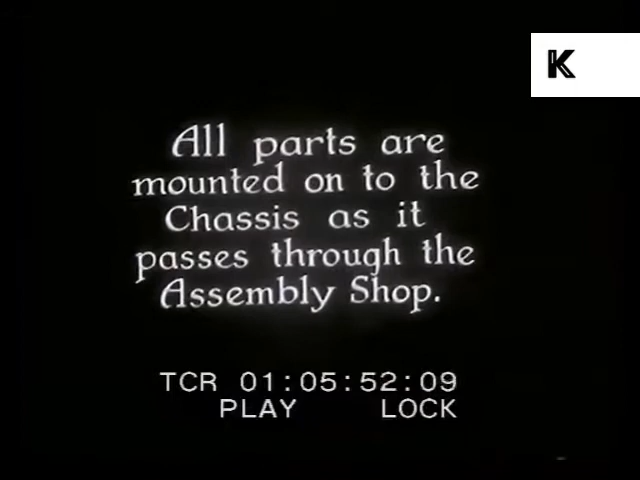 K
All parts are
mounted on to the
Chassis as it
passes through the
Assembly Shop.
TCR 01:05:52:09
PLAY LOCK